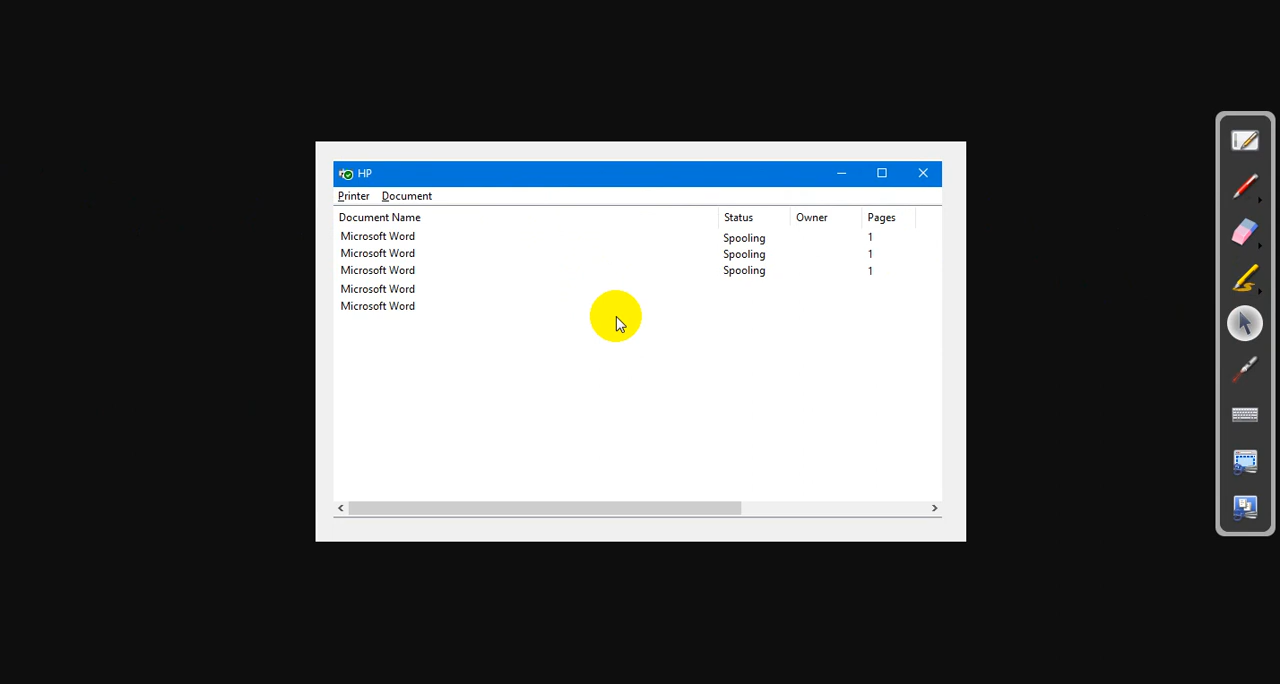 HP
Printer Document
Document Name Status Owner Pages
Microsoft Word Spooling 1
Microsoft Word Spooling 1
Microsoft Word Spooling 1
Microsoft Word
Microsoft Word